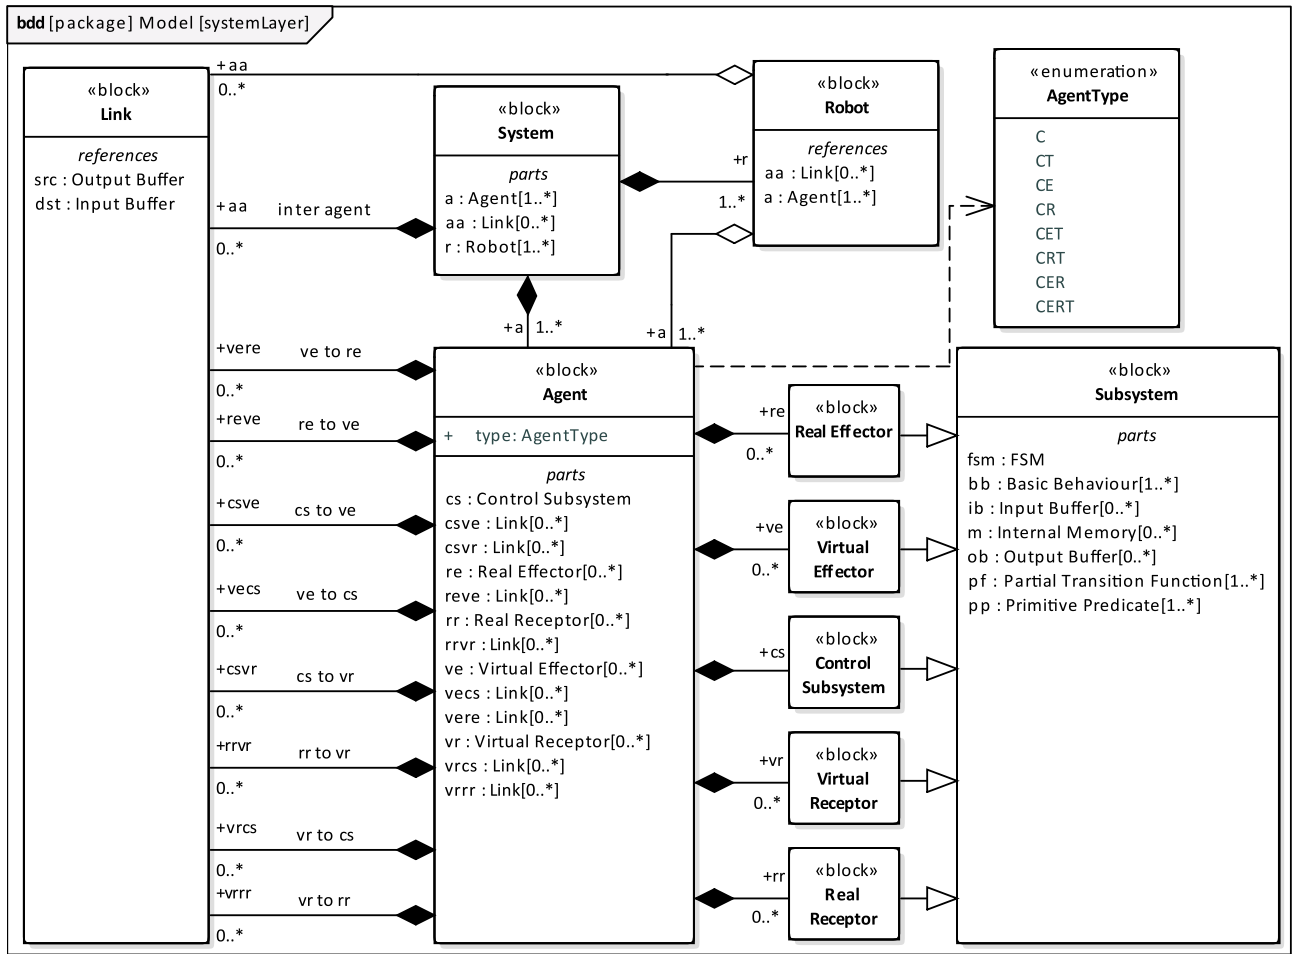 bdd [package] Model [systemLayer]
«block»
Link
references
src : Output Buffer
dst : Input Buffer
+aa
0..*
+aa
inter agent
0..*
«block»
System
parts
a : Agent[1..*]
aa : Link[0..*]
r : Robot[1..*]
+r
1..*
«block»
Robot
references
aa : Link[0..*]
a : Agent[1..*]
«enumeration»
AgentType
C
CT
CE
CR
CET
CRT
CER
CERT
+a
1..*
+a
1..*
+vere
ve to re
0..*
+reve
re to ve
0..*
+csve
cs to ve
0..*
+vecs
ve to cs
0..*
+csvr
cs to vr
0..*
+rrvr
rr to vr
0..*
+vrcs
vr to cs
0..*
+vrrr
vr to rr
0..*
«block»
Agent
+ type: AgentType
parts
cs : Control Subsystem
csve : Link[0..*]
csvr : Link[0..*]
re : Real Effector[0..*]
reve : Link[0..*]
rr : Real Receptor[0..*]
rrvr : Link[0..*]
ve : Virtual Effector[0..*]
vecs : Link[0..*]
vere : Link[0..*]
vr : Virtual Receptor[0..*]
vrcs : Link[0..*]
vrrr : Link[0..*]
+re
0..*
«block»
Real Effector
+ve
0..*
«block»
Virtual
Effector
+cs
«block»
Control
Subsystem
+vr
0..*
«block»
Virtual
Receptor
+rr
0..*
«block»
Real
Receptor
«block»
Subsystem
parts
fsm : FSM
bb : Basic Behaviour[1..*]
ib : Input Buffer[0..*]
m : Internal Memory[0..*]
ob : Output Buffer[0..*]
pf : Partial Transition Function[1..*]
pp : Primitive Predicate[1..*]